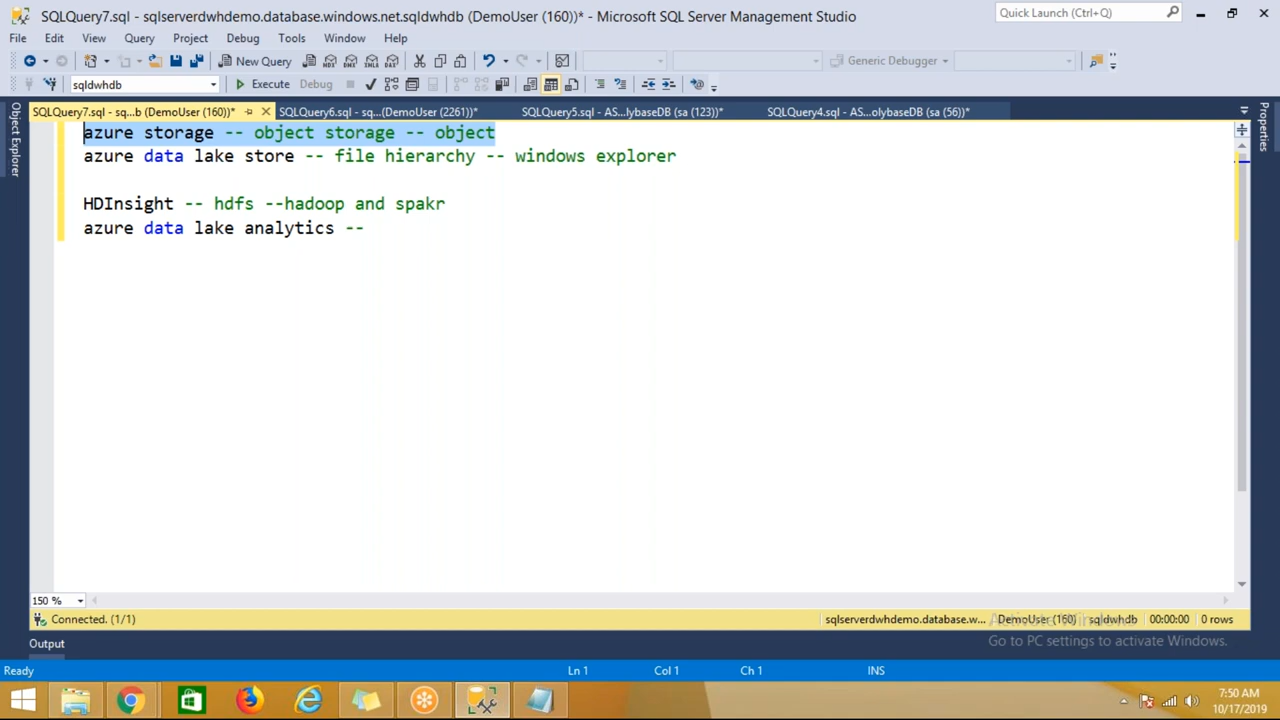 SQLQuery7.sql - sqlserverdwhdemo.database.windows.net.sqldwhdb (DemoUser (160))* - Microsoft SQL Server Management Studio
Quick Launch (Ctrl+Q)
File Edit View Query Project Debug Tools Window Help
New Query
Generic Debugger
sqldwhdb
Execute
Debug
SQLQuery7.sql - sq...b (DemoUser (160))*
SQLQuery6.sql - sq...(DemoUser (2261))*
SQLQuery5.sql - AS...lybaseDB (sa (123))*
SQLQuery4.sql - AS...olybaseDB (sa (56))*
Object Explorer
Properties
azure storage -- object storage -- object
azure data lake store -- file hierarchy -- windows explorer
HDInsight -- hdfs --hadoop and spakr
azure data lake analytics --
150 %
Connected. (1/1)
sqlserverdwhdemo.database.w...
DemoUser (160)
sqldwhdb
00:00:00
0 rows
Activate Windows
Go to PC settings to activate Windows.
Output
Ready
Ln 1
Col 1
Ch 1
INS
7:50 AM
10/17/2019